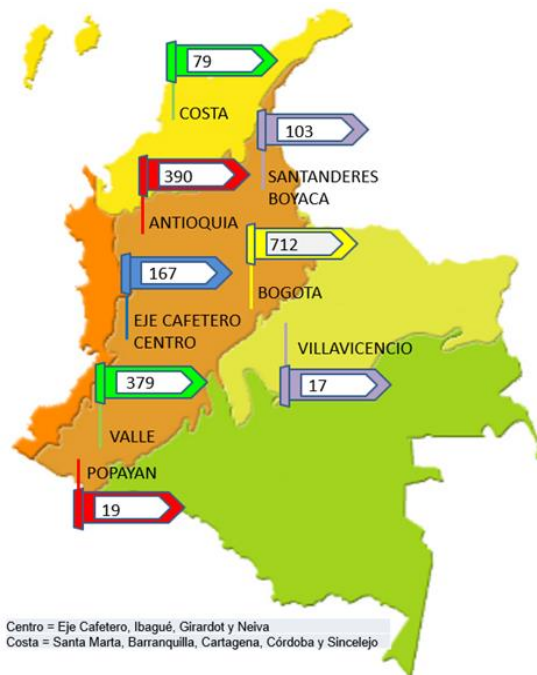 79
COSTA
103
SANTANDERES
BOYACA
390
ANTIOQUIA
712
BOGOTA
167
EJE CAFETERO
CENTRO
VILLAVICENCIO
17
379
VALLE
POPAYAN
19
Centro = Eje Cafetero, Ibagué, Girardot y Neiva
Costa = Santa Marta, Barranquilla, Cartagena, Córdoba y Sincelejo